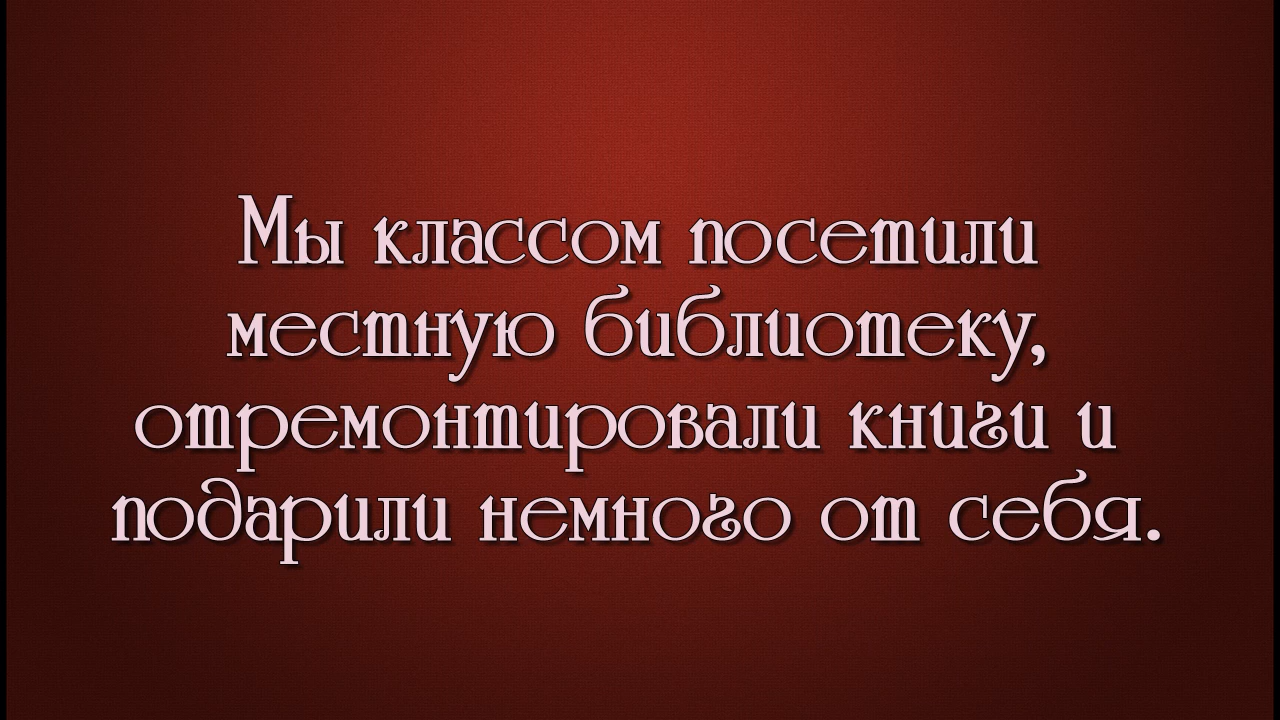 Мы классом посетили
местную библиотеку,
отремонтировали книги и
подарили немного от себя.